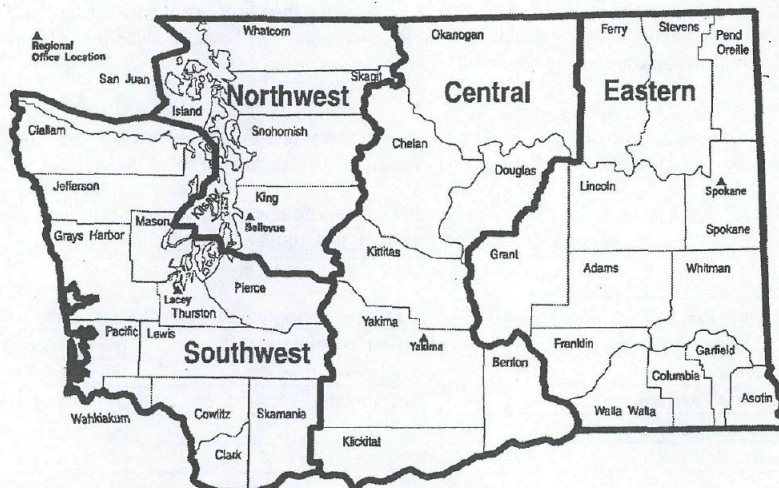 Regional
Office Location
San Juan
Whatcom
Skagit
Island
Northwest
Snohomish
King
Bellevue
Kitsap
Clallam
Jefferson
Grays Harbor
Mason
Lacey
Thurston
Pierce
Pacific
Lewis
Southwest
Wahkiakum
Cowlitz
Skamania
Clark
Okanogan
Central
Chelan
Douglas
Kittitas
Yakima
Yakima
Benton
Klickitat
Ferry
Stevens
Pend
Oreille
Eastern
Lincoln
Spokane
Spokane
Grant
Adams
Whitman
Franklin
Garfield
Columbia
Walla Walla
Asotin